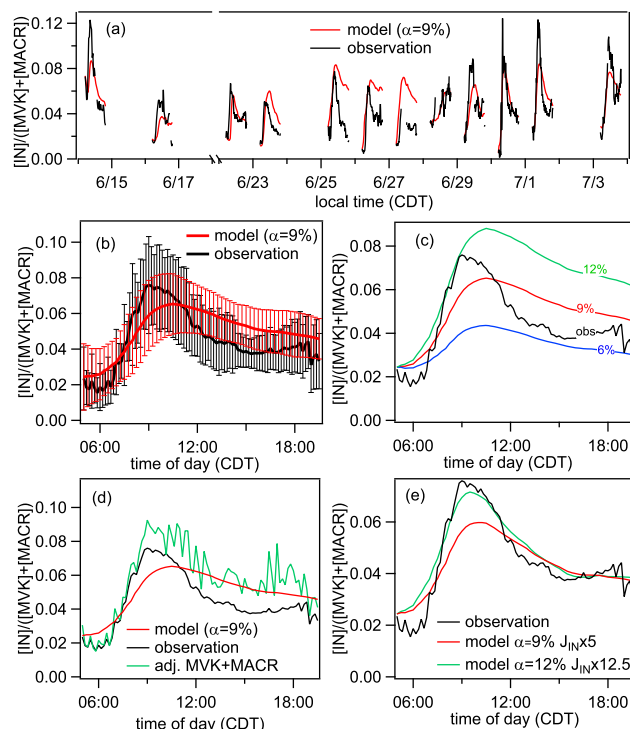 [IN]/([MVK]+[MACR])
0.12
0.08
0.04
0.00
(a)
model (α=9%)
observation
6/15
6/17
6/23
6/25
6/27
6/29
7/1
7/3
local time (CDT)
[IN]/([MVK]+[MACR])
0.10
0.08
0.06
0.04
0.02
0.00
(b)
model (α=9%)
observation
06:00
12:00
18:00
time of day (CDT)
[IN]/([MVK]+[MACR])
0.08
0.06
0.04
0.02
0.00
(c)
12%
9%
obs
6%
06:00
12:00
18:00
time of day (CDT)
[IN]/([MVK]+[MACR])
0.10
0.08
0.06
0.04
0.02
0.00
(d)
model (α=9%)
observation
adj. MVK+MACR
06:00
12:00
18:00
time of day (CDT)
[IN]/([MVK]+[MACR])
0.06
0.04
0.02
0.00
(e)
observation
model α=9% JINx5
model α=12% JINx12.5
06:00
12:00
18:00
time of day (CDT)